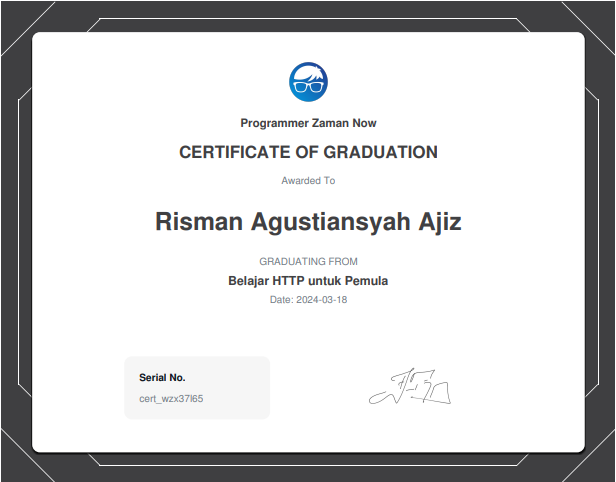 Programmer Zaman Now
CERTIFICATE OF GRADUATION
Awarded To
Risman Agustiansyah Ajiz
GRADUATING FROM
Belajar HTTP untuk Pemula
Date: 2024-03-18
Serial No.
cert_wzx37l65